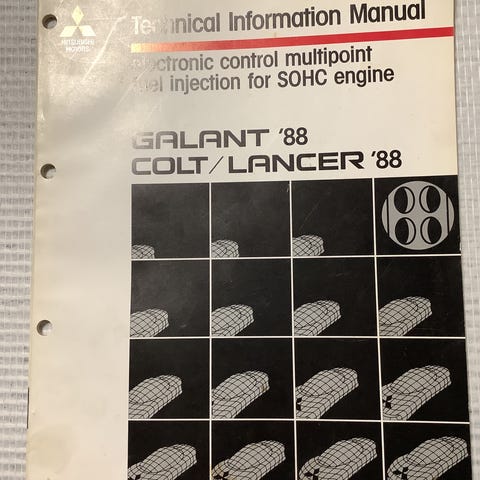 Technical Information Manual
MITSUBISHI
MOTORS
electronic control multipoint
fuel injection for SOHC engine
GALANT '88
COLT/LANCER '88